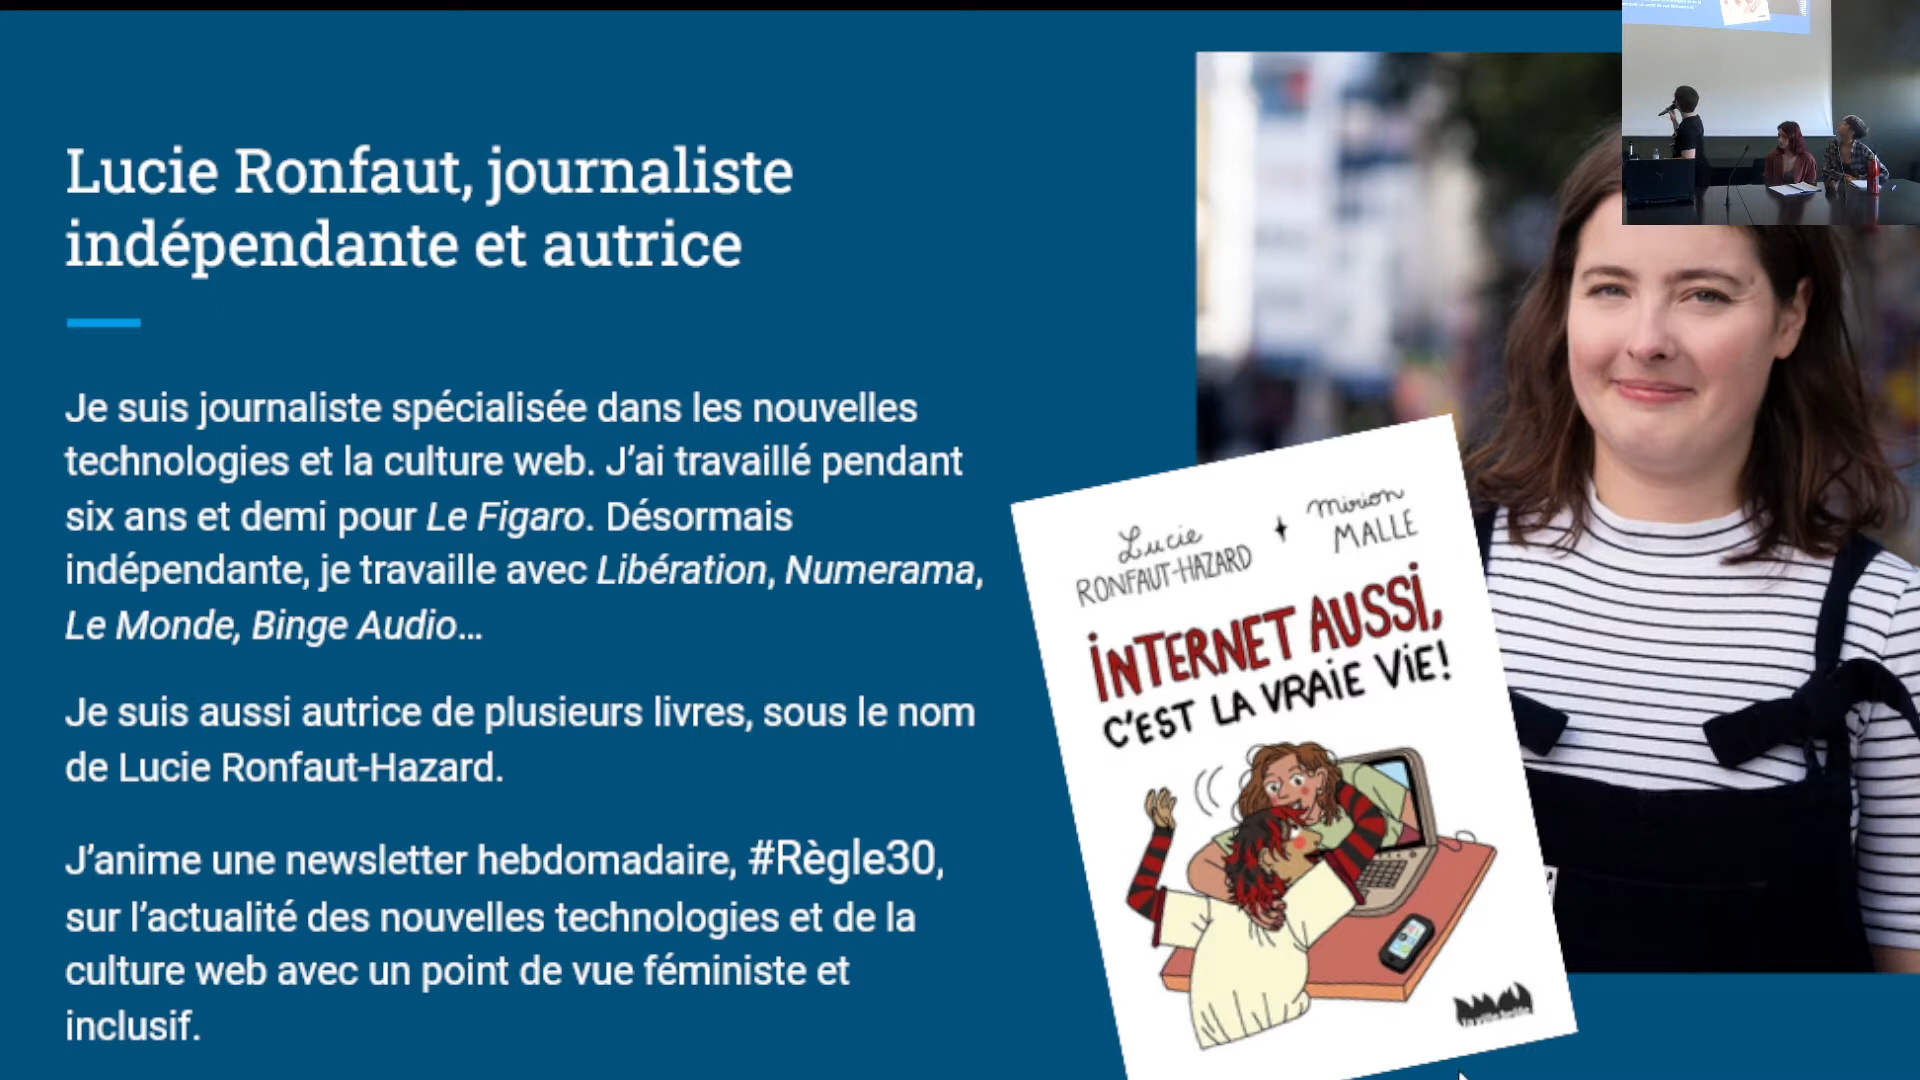 Lucie Ronfaut, journaliste
indépendante et autrice
Je suis journaliste spécialisée dans les nouvelles
technologies et la culture web. J’ai travaillé pendant
six ans et demi pour Le Figaro. Désormais
indépendante, je travaille avec Libération, Numerama,
Le Monde, Binge Audio...
Je suis aussi autrice de plusieurs livres, sous le nom
de Lucie Ronfaut-Hazard.
J’anime une newsletter hebdomadaire, #Règle30,
sur l’actualité des nouvelles technologies et de la
culture web avec un point de vue féministe et
inclusif.
Lucie + Mirion
RONFAUT-HAZARD MALLE
INTERNET AUSSI,
C'EST LA VRAIE VIE!
la ville brûle